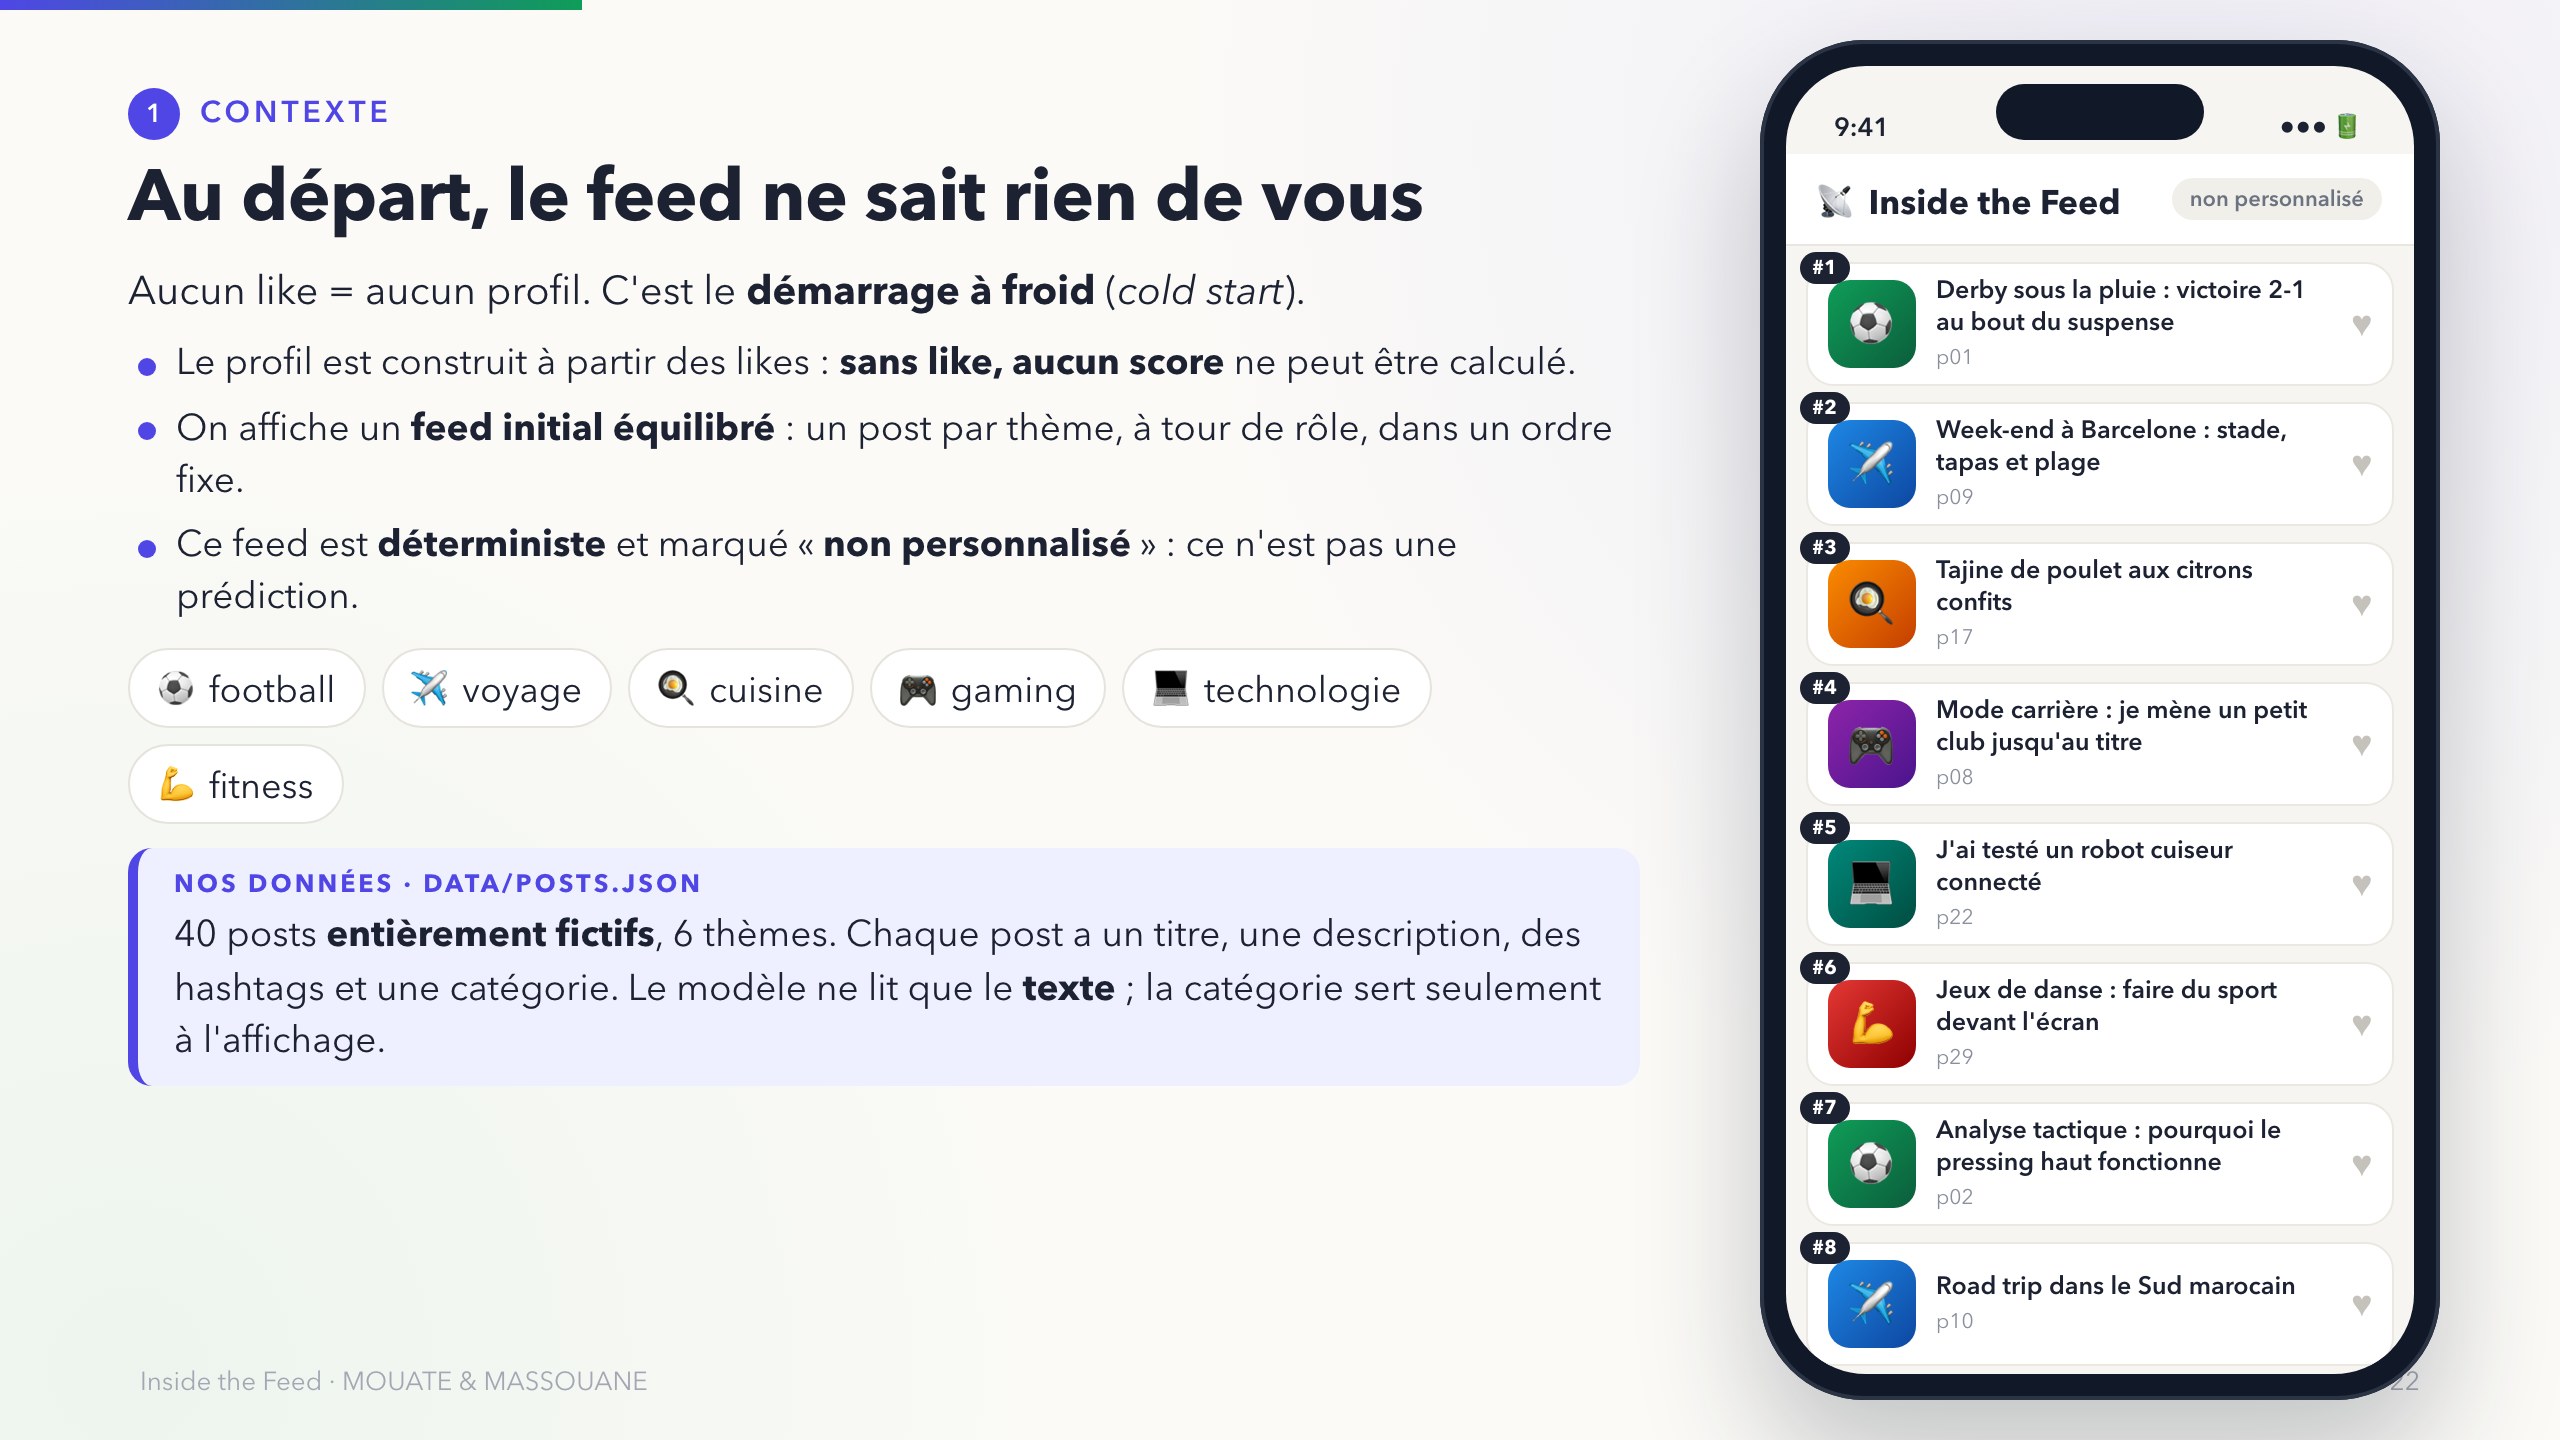 1 CONTEXTE
Au départ, le feed ne sait rien de vous
Aucun like = aucun profil. C'est le démarrage à froid (cold start).
Le profil est construit à partir des likes : sans like, aucun score ne peut être calculé.
On affiche un feed initial équilibré : un post par thème, à tour de rôle, dans un ordre
fixe.
Ce feed est déterministe et marqué « non personnalisé » : ce n'est pas une
prédiction.
football
voyage
cuisine
gaming
technologie
fitness
NOS DONNÉES · DATA/POSTS.JSON
40 posts entièrement fictifs, 6 thèmes. Chaque post a un titre, une description, des
hashtags et une catégorie. Le modèle ne lit que le texte ; la catégorie sert seulement
à l'affichage.
9:41
Inside the Feed
non personnalisé
#1
Derby sous la pluie : victoire 2-1
au bout du suspense
p01
#2
Week-end à Barcelone : stade,
tapas et plage
p09
#3
Tajine de poulet aux citrons
confits
p17
#4
Mode carrière : je mène un petit
club jusqu'au titre
p08
#5
J'ai testé un robot cuiseur
connecté
p22
#6
Jeux de danse : faire du sport
devant l'écran
p29
#7
Analyse tactique : pourquoi le
pressing haut fonctionne
p02
#8
Road trip dans le Sud marocain
p10
Inside the Feed · MOUATE & MASSOUANE
22